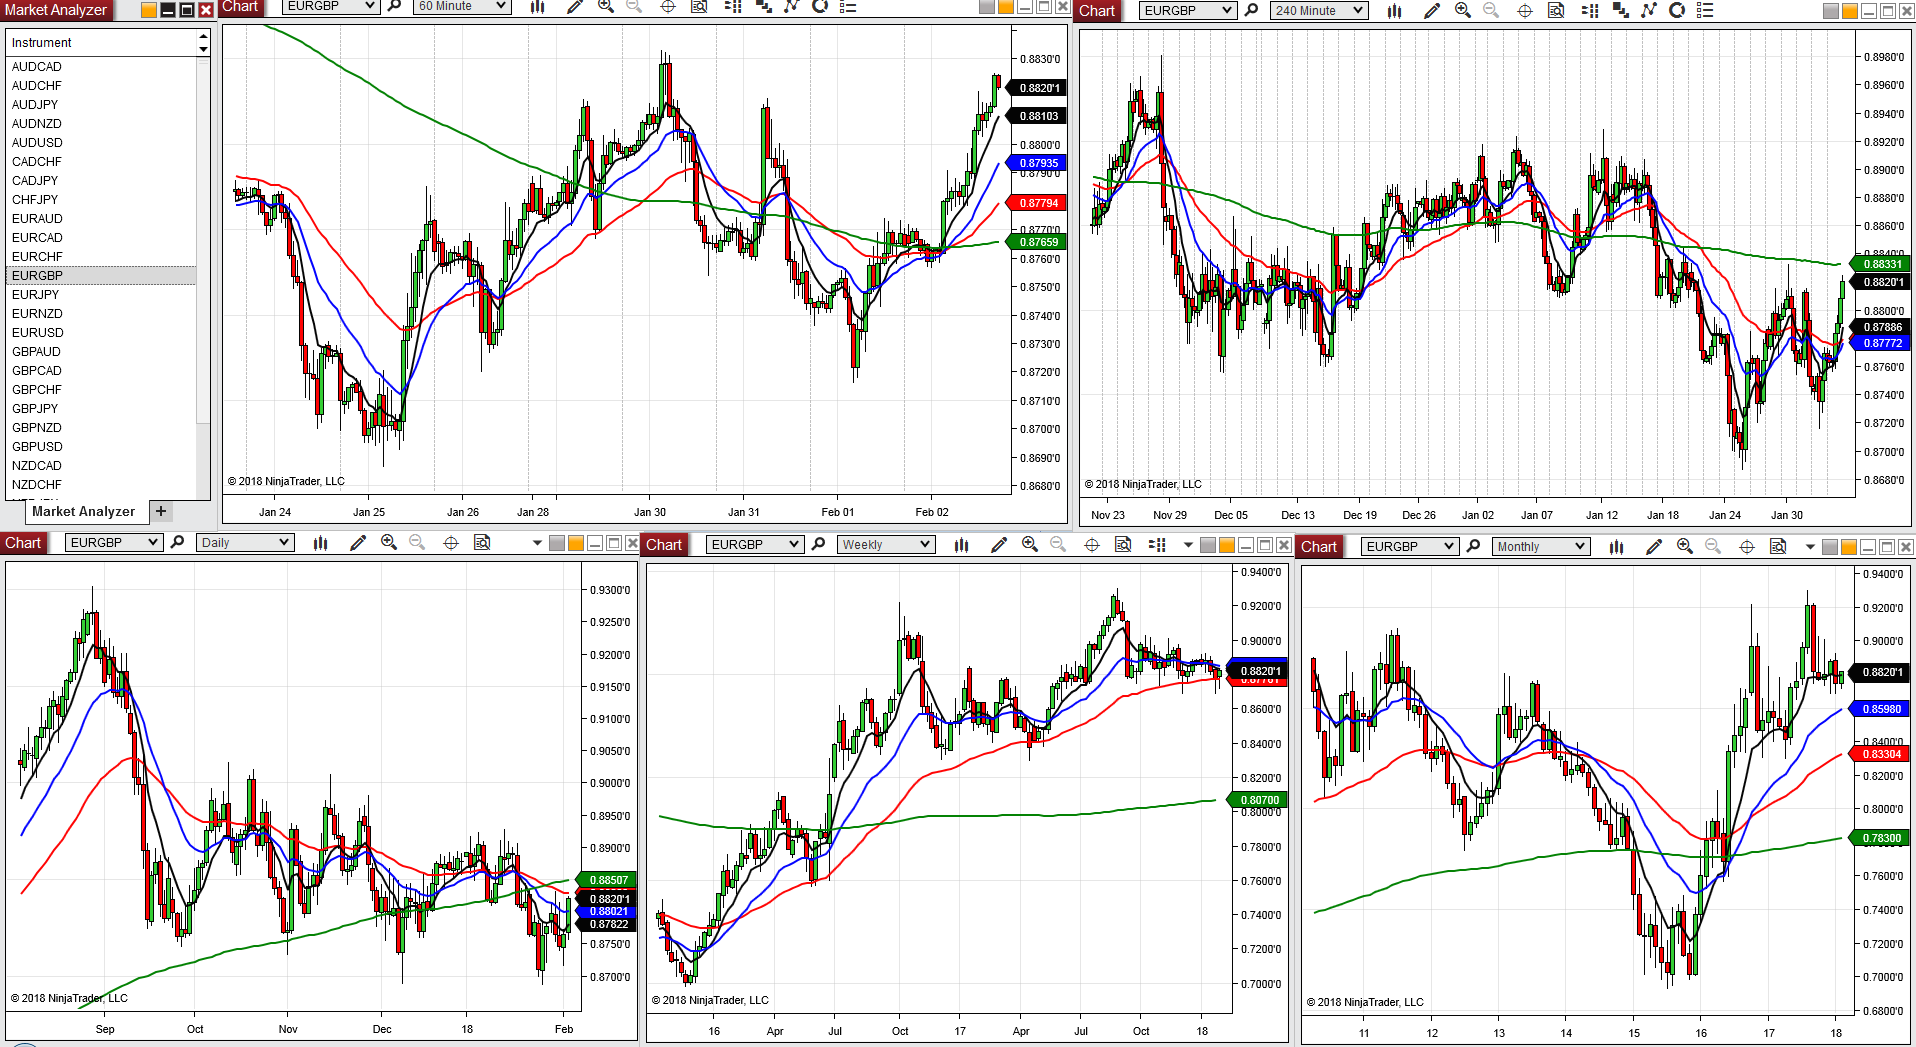 Market Analyzer
Instrument
AUDCAD
AUDCHF
AUDJPY
AUDNZD
AUDUSD
CADCHF
CADJPY
CHFJPY
EURAUD
EURCAD
EURCHF
EURGBP
EURJPY
EURNZD
EURUSD
GBPAUD
GBPCAD
GBPCHF
GBPJPY
GBPNZD
GBPUSD
NZDCAD
NZDCHF
Market Analyzer +
Chart EURGBP 60 Minute
0.8830'0
0.8820'1
0.88103
0.8800'0
0.87935
0.8790'0
0.87794
0.8770'0
0.87659
0.8760'0
0.8750'0
0.8740'0
0.8730'0
0.8720'0
0.8710'0
0.8700'0
0.8690'0
0.8680'0
© 2018 NinjaTrader, LLC
Jan 24 Jan 25 Jan 26 Jan 28 Jan 30 Jan 31 Feb 01 Feb 02
Chart EURGBP 240 Minute
0.8980'0
0.8960'0
0.8940'0
0.8920'0
0.8900'0
0.8880'0
0.8860'0
0.8840'0
0.88331
0.8820'1
0.8800'0
0.87886
0.87772
0.8760'0
0.8740'0
0.8720'0
0.8700'0
0.8680'0
© 2018 NinjaTrader, LLC
Nov 23 Nov 29 Dec 05 Dec 13 Dec 19 Dec 26 Jan 02 Jan 07 Jan 12 Jan 18 Jan 24 Jan 30
Chart EURGBP Daily
0.9300'0
0.9250'0
0.9200'0
0.9150'0
0.9100'0
0.9050'0
0.9000'0
0.8950'0
0.8900'0
0.88507
0.8820'1
0.88021
0.87822
0.8750'0
0.8700'0
© 2018 NinjaTrader, LLC
Sep Oct Nov Dec 18 Feb
Chart EURGBP Weekly
0.9400'0
0.9200'0
0.9000'0
0.8820'1
0.8600'0
0.8400'0
0.8200'0
0.80700
0.8000'0
0.7800'0
0.7600'0
0.7400'0
0.7200'0
0.7000'0
© 2018 NinjaTrader, LLC
16 Apr Jul Oct 17 Apr Jul Oct 18
Chart EURGBP Monthly
0.9400'0
0.9200'0
0.9000'0
0.8820'1
0.85980
0.8400'0
0.83304
0.8200'0
0.8000'0
0.78300
0.7600'0
0.7400'0
0.7200'0
0.7000'0
0.6800'0
© 2018 NinjaTrader, LLC
11 12 13 14 15 16 17 18